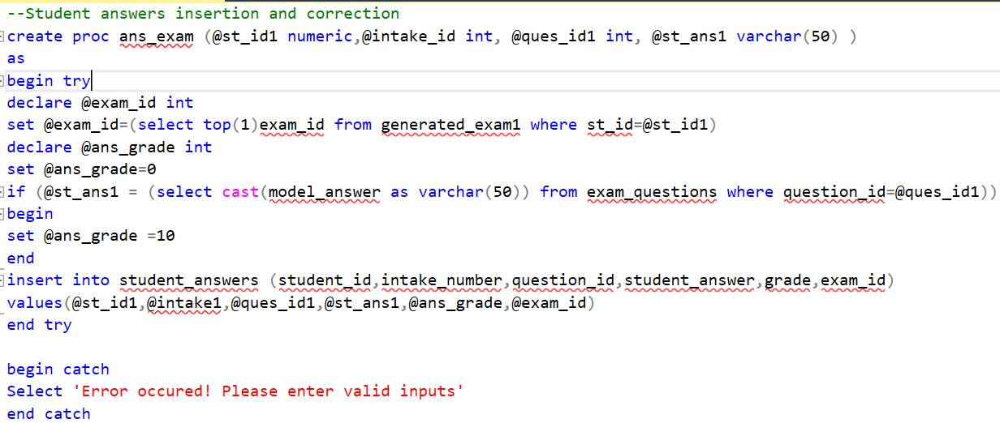 --Student answers insertion and correction
create proc ans_exam (@st_id1 numeric,@intake_id int, @ques_id1 int, @st_ans1 varchar(50) )
as
begin try
declare @exam_id int
set @exam_id=(select top(1)exam_id from generated_exam1 where st_id=@st_id1)
declare @ans_grade int
set @ans_grade=0
if (@st_ans1 = (select cast(model_answer as varchar(50)) from exam_questions where question_id=@ques_id1))
begin
set @ans_grade =10
end
insert into student_answers (student_id,intake_number,question_id,student_answer,grade,exam_id)
values(@st_id1,@intake1,@ques_id1,@st_ans1,@ans_grade,@exam_id)
end try
begin catch
Select 'Error occured! Please enter valid inputs'
end catch